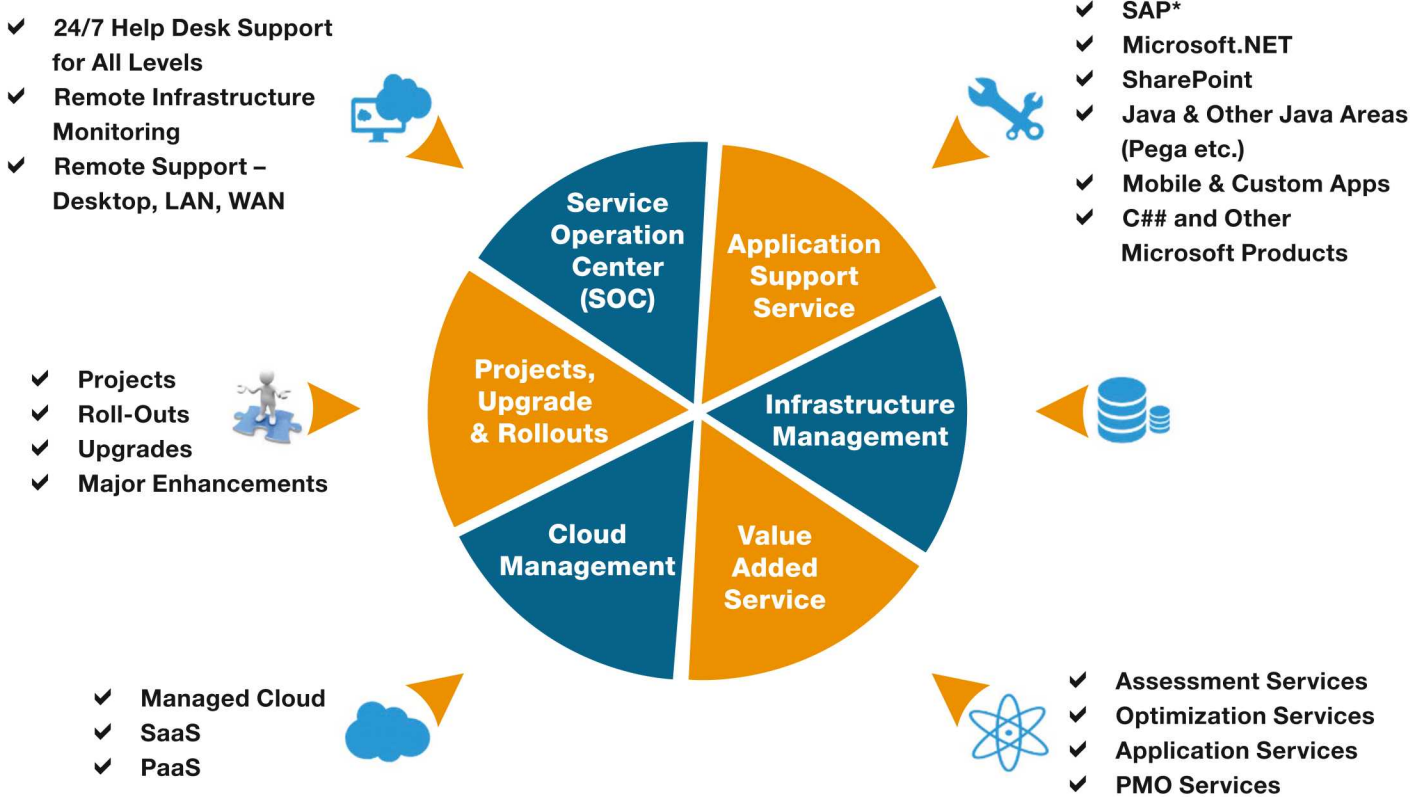 24/7 Help Desk Support
for All Levels
Remote Infrastructure
Monitoring
Remote Support –
Desktop, LAN, WAN
SAP*
Microsoft.NET
SharePoint
Java & Other Java Areas
(Pega etc.)
Mobile & Custom Apps
C## and Other
Microsoft Products
Service
Operation
Center
(SOC)
Application
Support
Service
Projects
Roll-Outs
Upgrades
Major Enhancements
Projects,
Upgrade
& Rollouts
Infrastructure
Management
Cloud
Management
Value
Added
Service
Managed Cloud
SaaS
PaaS
Assessment Services
Optimization Services
Application Services
PMO Services